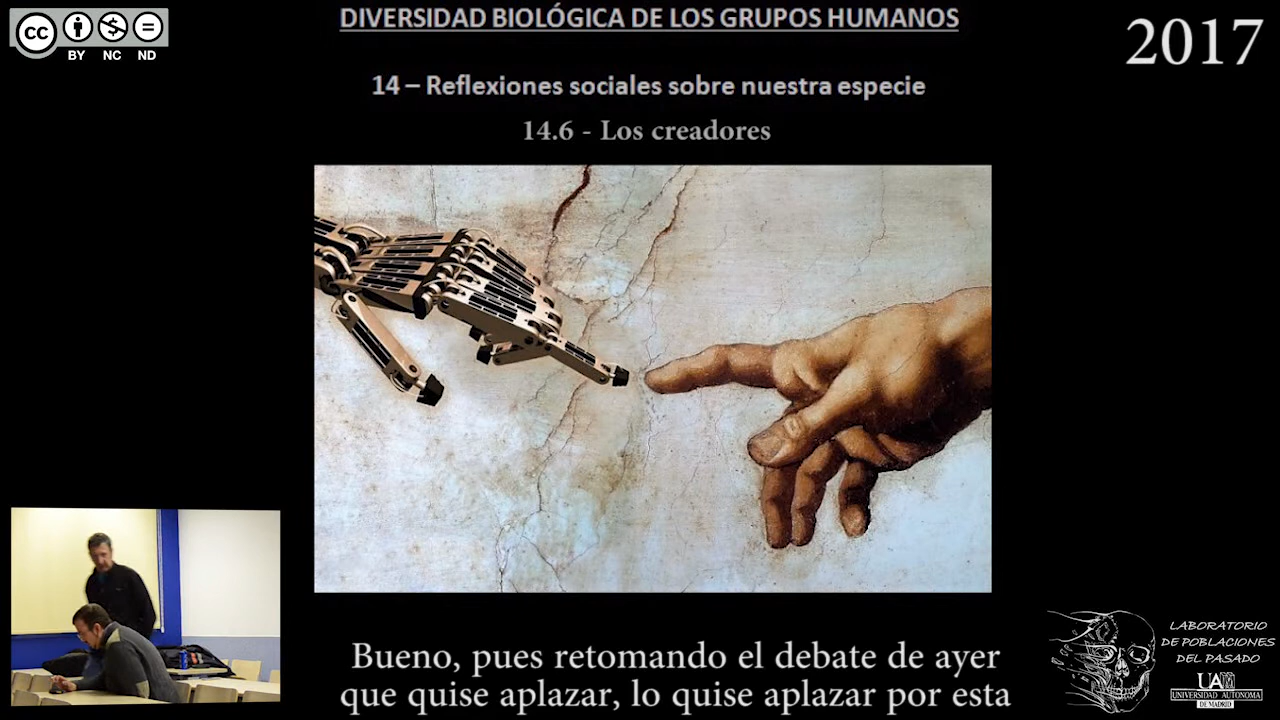 DIVERSIDAD BIOLÓGICA DE LOS GRUPOS HUMANOS
2017
cc
BY NC ND
14 – Reflexiones sociales sobre nuestra especie
14.6 - Los creadores
Bueno, pues retomando el debate de ayer
que quise aplazar, lo quise aplazar por esta
LABORATORIO
DE POBLACIONES
DEL PASADO
UAM
UNIVERSIDAD AUTONOMA
DE MADRID